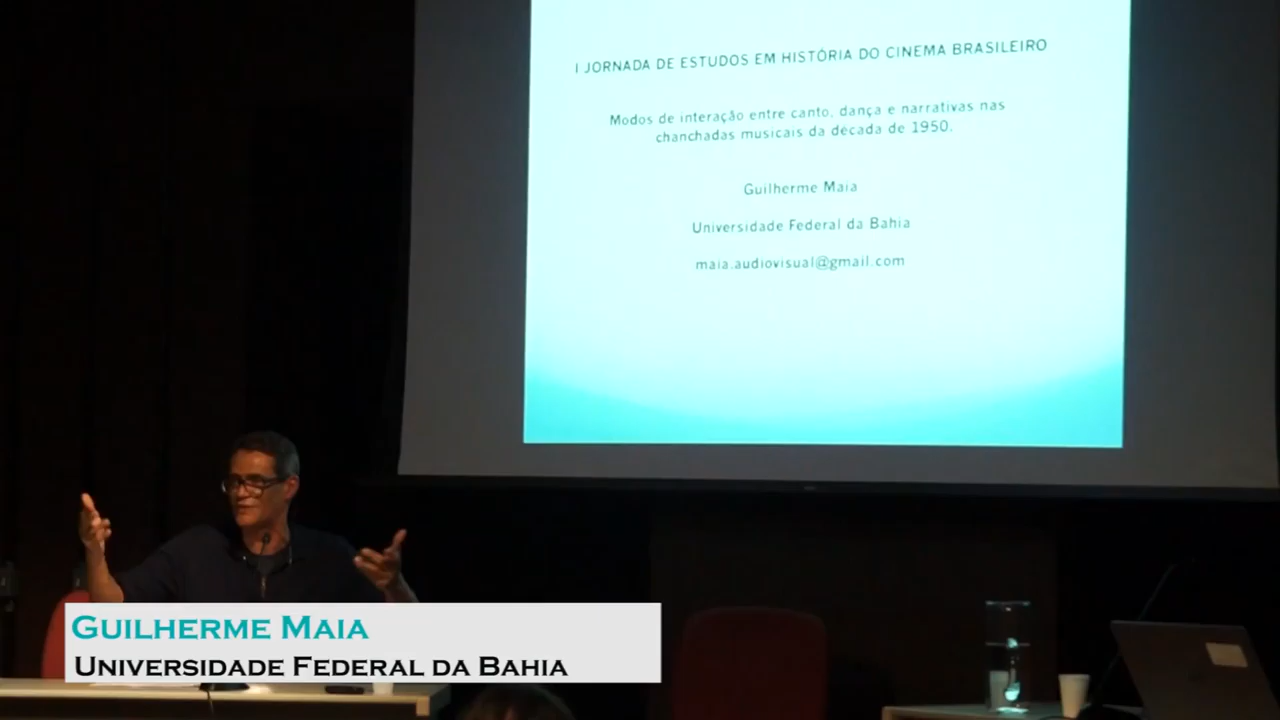 I JORNADA DE ESTUDOS EM HISTÓRIA DO CINEMA BRASILEIRO
Modos de interação entre canto, dança e narrativas nas
chanchadas musicais da década de 1950.
Guilherme Maia
Universidade Federal da Bahia
maia.audiovisual@gmail.com
GUILHERME MAIA
UNIVERSIDADE FEDERAL DA BAHIA